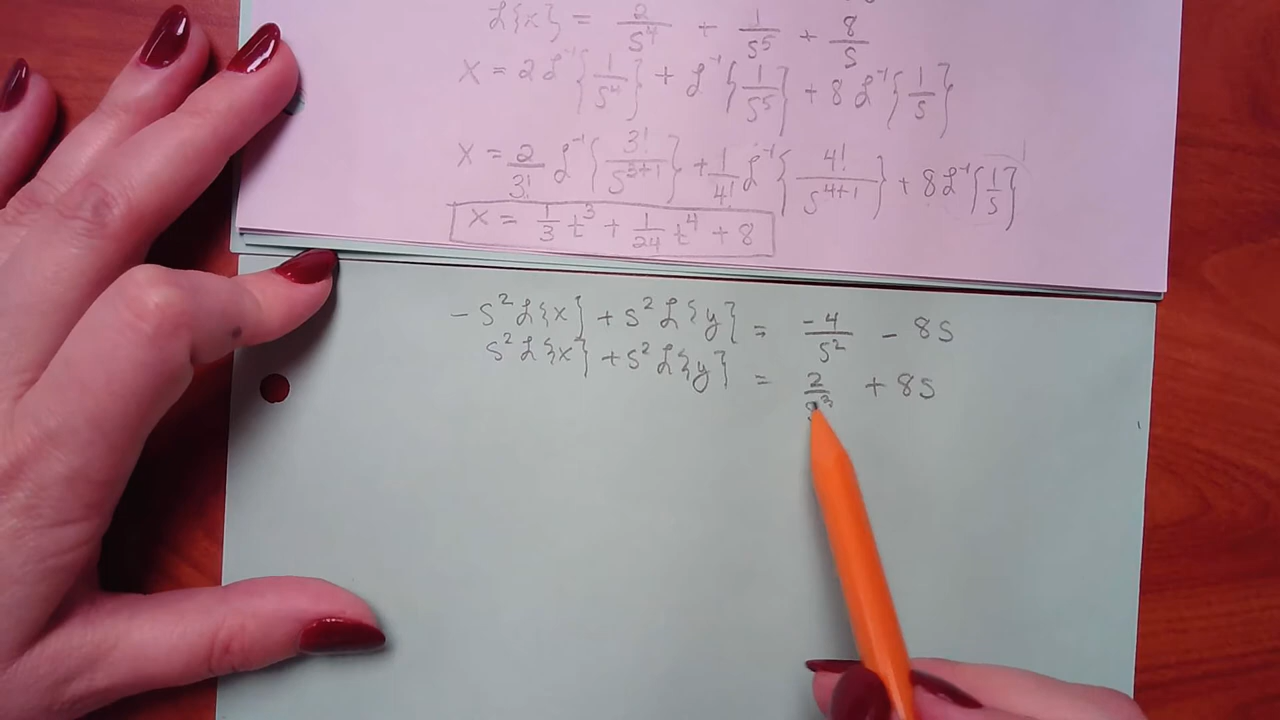 ℒ{x} = 2/s⁴ + 1/s⁵ + 8/s
x = 2ℒ⁻¹{1/s⁴} + ℒ⁻¹{1/s⁵} + 8ℒ⁻¹{1/s}
x = 2/3! ℒ⁻¹{3!/s³⁺¹} + 1/4! ℒ⁻¹{4!/s⁴⁺¹} + 8ℒ⁻¹{1/s}
x = 1/3 t³ + 1/24 t⁴ + 8
-s²ℒ{x} + s²ℒ{y} = -4/s² - 8s
s²ℒ{x} + s²ℒ{y} = 2/s³ + 8s